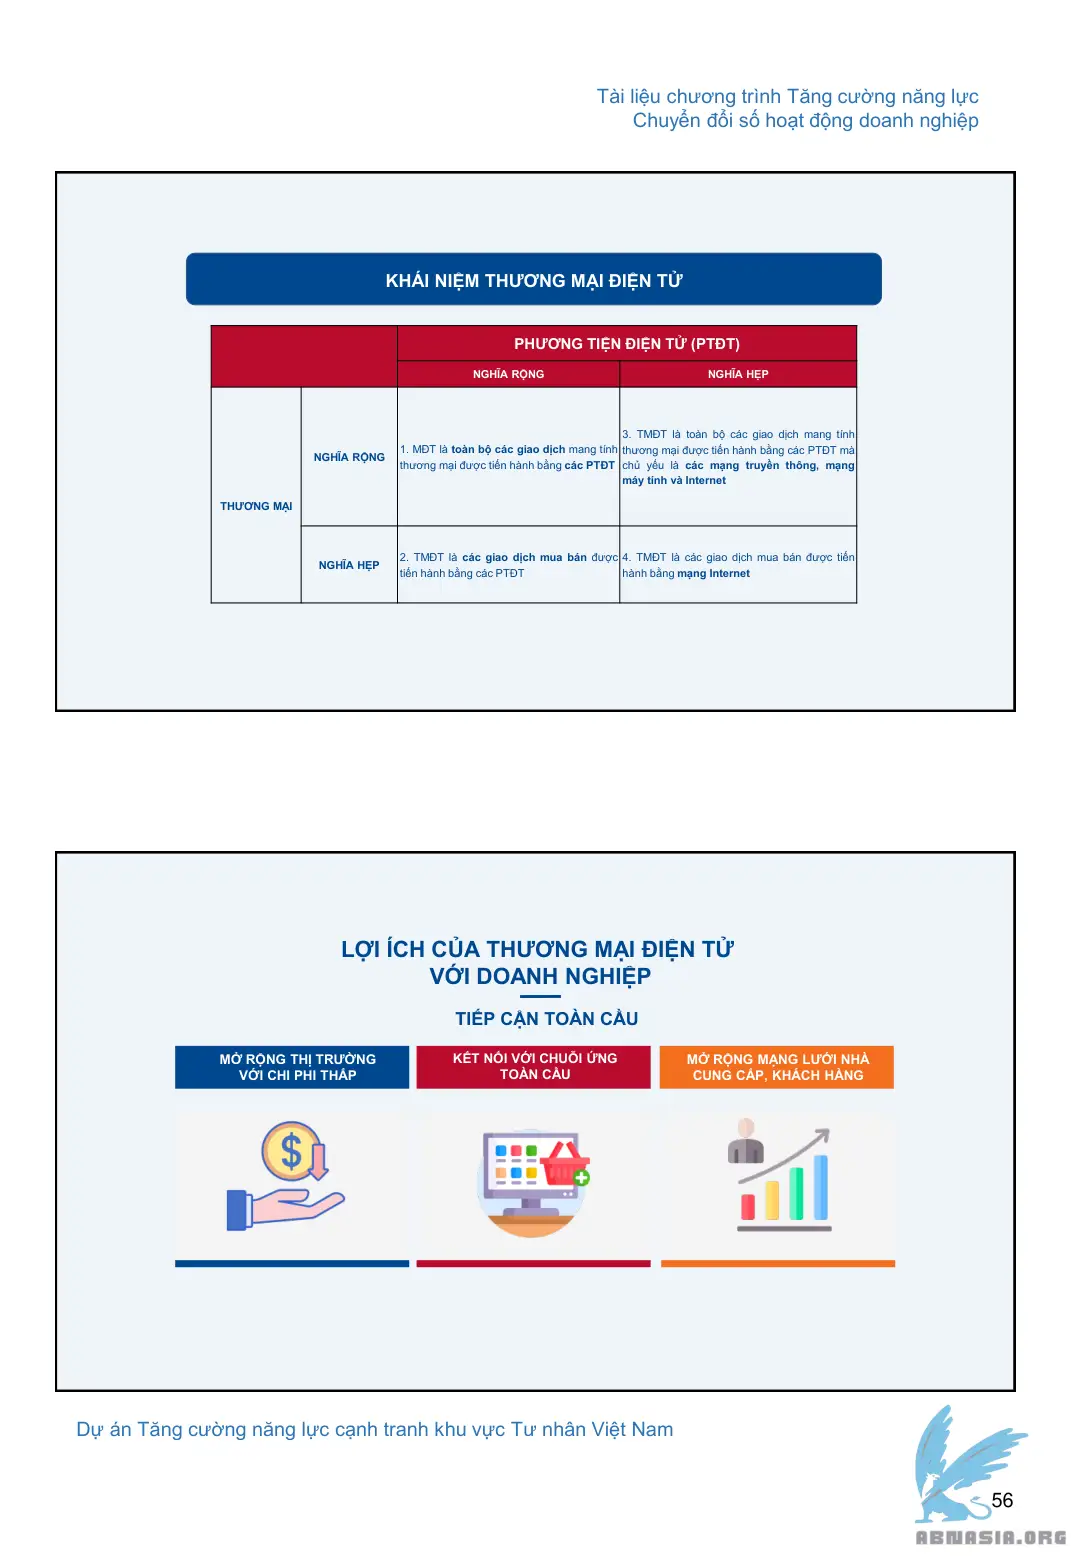 Tài liệu chương trình Tăng cường năng lực
Chuyển đổi số hoạt động doanh nghiệp
KHÁI NIỆM THƯƠNG MẠI ĐIỆN TỬ
PHƯƠNG TIỆN ĐIỆN TỬ (PTĐT)
NGHĨA RỘNG
NGHĨA HẸP
THƯƠNG MẠI
NGHĨA RỘNG
1. MĐT là toàn bộ các giao dịch mang tính
thương mại được tiến hành bằng các PTĐT
3. TMĐT là toàn bộ các giao dịch mang tính
thương mại được tiến hành bằng các PTĐT mà
chủ yếu là các mạng truyền thông, mạng
máy tính và Internet
NGHĨA HẸP
2. TMĐT là các giao dịch mua bán được
tiến hành bằng các PTĐT
4. TMĐT là các giao dịch mua bán được tiến
hành bằng mạng Internet
LỢI ÍCH CỦA THƯƠNG MẠI ĐIỆN TỬ
VỚI DOANH NGHIỆP
TIẾP CẬN TOÀN CẦU
MỞ RỘNG THỊ TRƯỜNG
VỚI CHI PHI THẤP
KẾT NỐI VỚI CHUỖI ỨNG
TOÀN CẦU
MỞ RỘNG MẠNG LƯỚI NHÀ
CUNG CẤP, KHÁCH HÀNG
$
Dự án Tăng cường năng lực cạnh tranh khu vực Tư nhân Việt Nam
56
ABNASIA.ORG